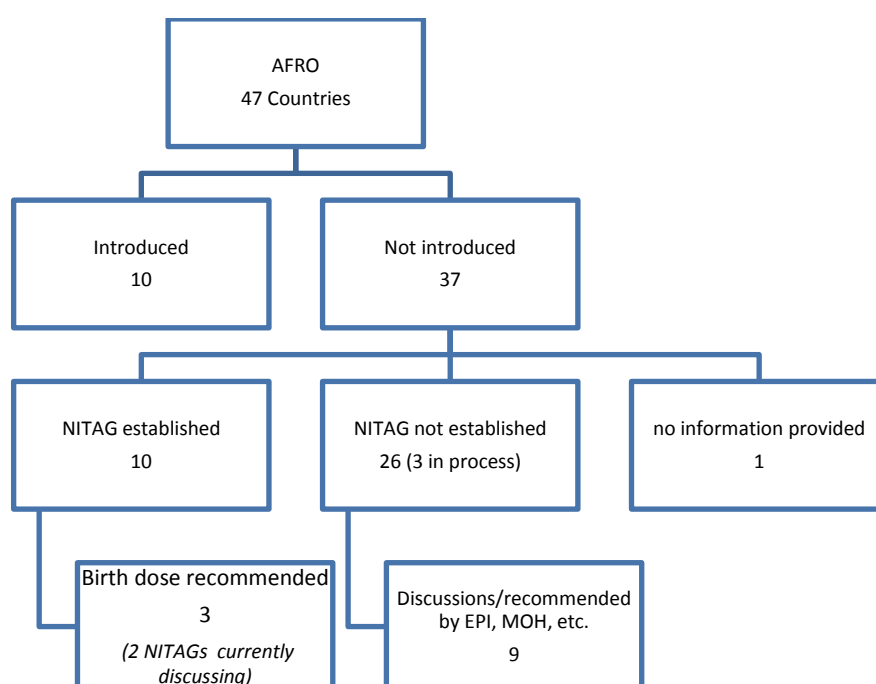 AFRO
47 Countries
Introduced
10
Not introduced
37
NITAG established
10
NITAG not established
26 (3 in process)
no information provided
1
Birth dose recommended
3
(2 NITAGs currently
discussing)
Discussions/recommended
by EPI, MOH, etc.
9